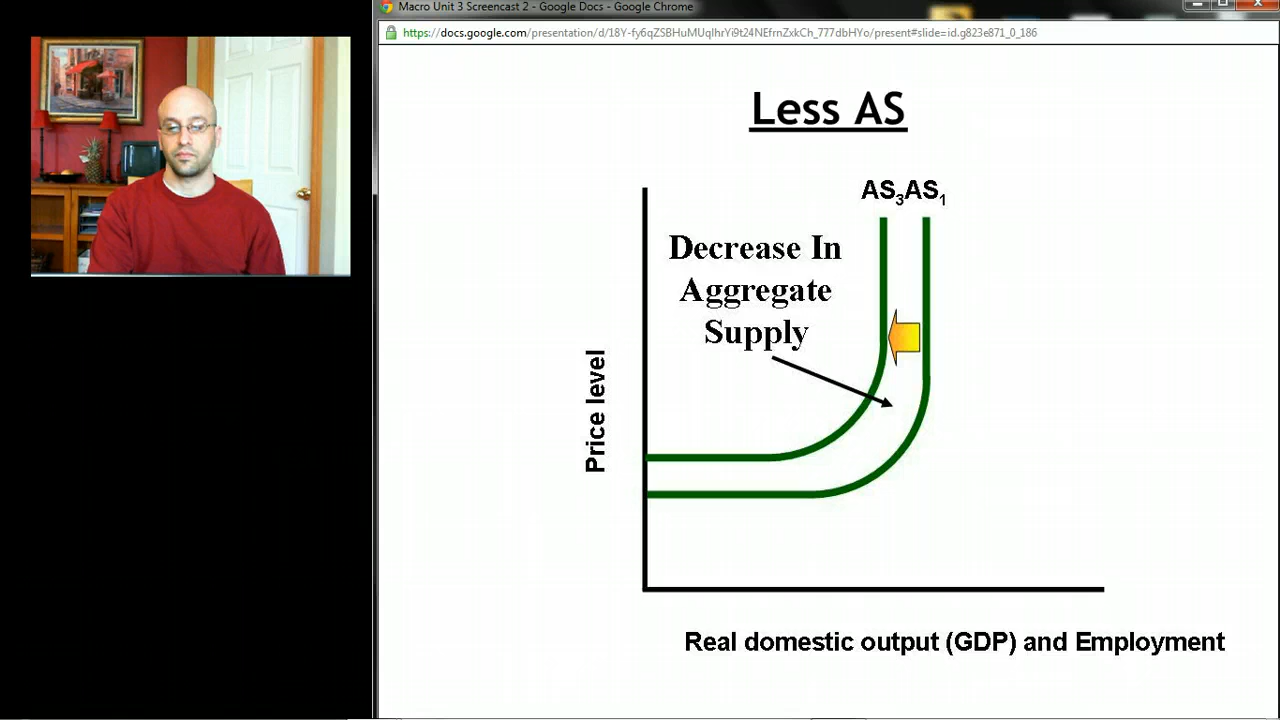 Macro Unit 3 Screencast 2 - Google Docs - Google Chrome
https://docs.google.com/presentation/d/18Y-fy6qZSBHuMUqIhrYi9t24NEfrnZxkCh_777dbHYo/present#slide=id.g823e871_0_186
Less AS
AS3AS1
Decrease In
Aggregate
Supply
Price level
Real domestic output (GDP) and Employment